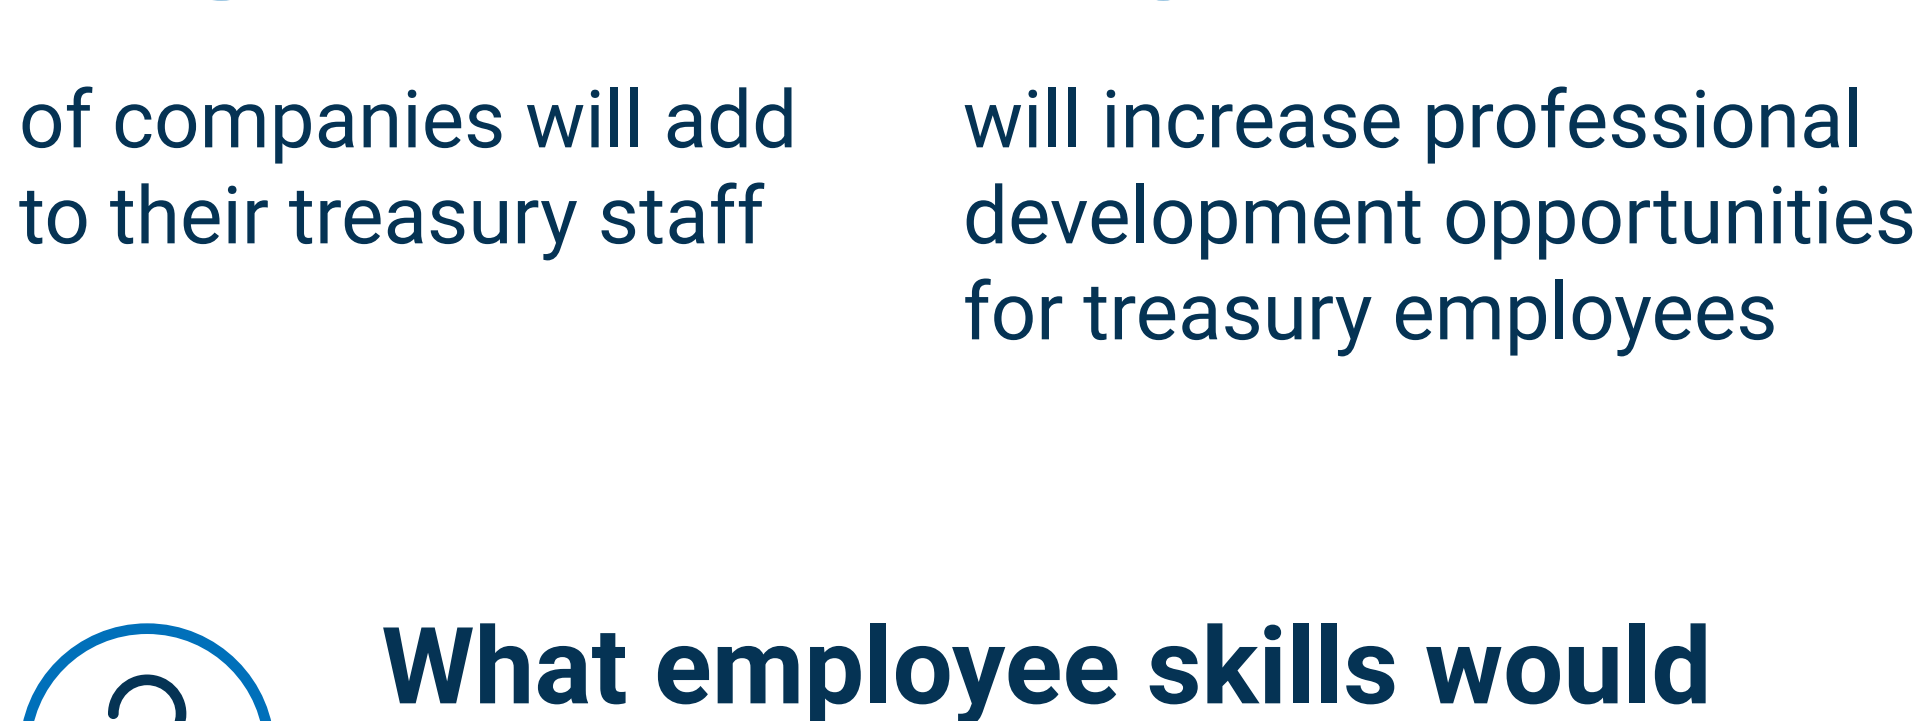 of companies will add
to their treasury staff
will increase professional
development opportunities
for treasury employees
What employee skills would